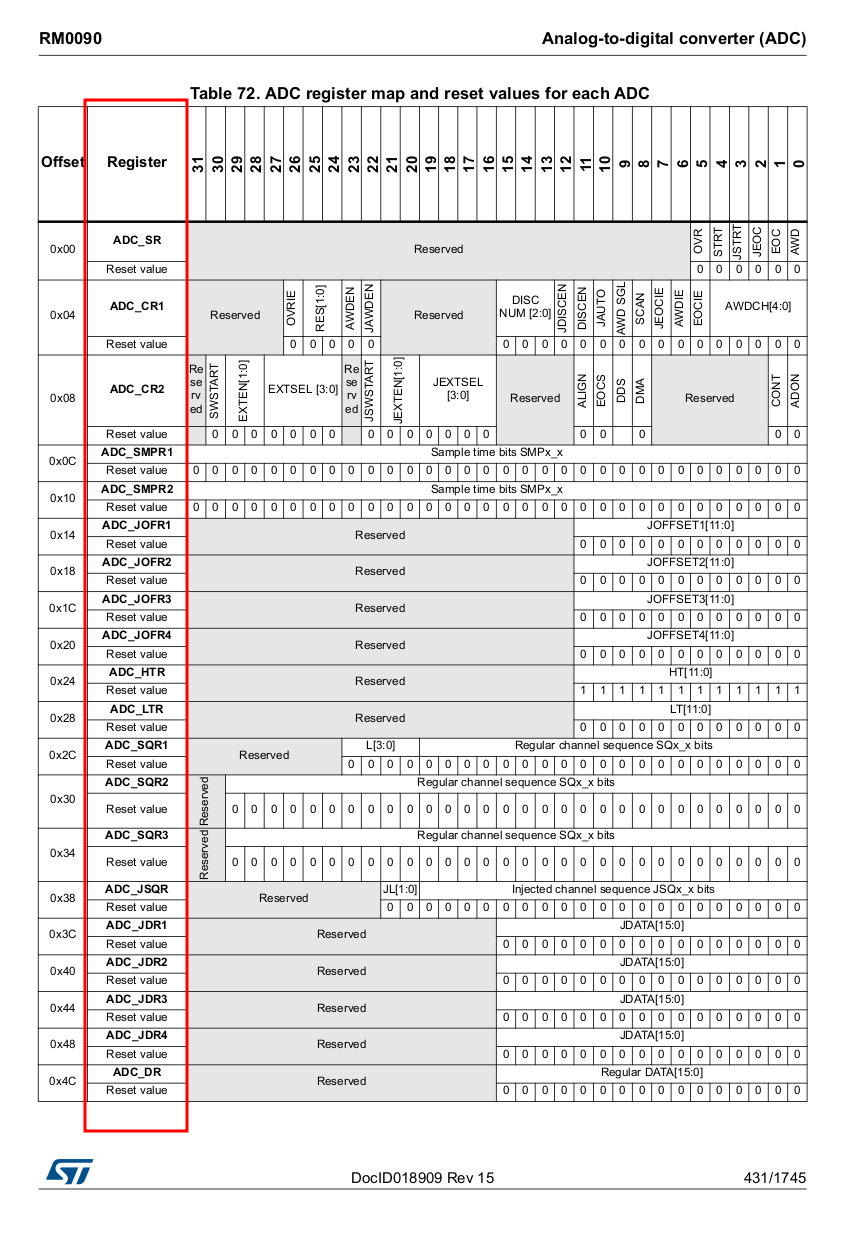 RM0090 Analog-to-digital converter (ADC)
Table 72. ADC register map and reset values for each ADC
Offset Register 31 30 29 28 27 26 25 24 23 22 21 20 19 18 17 16 15 14 13 12 11 10 9 8 7 6 5 4 3 2 1 0
0x00 ADC_SR Reserved OVR STRT JSTRT JEOC EOC AWD
Reset value 0 0 0 0 0 0
0x04 ADC_CR1 Reserved OVRIE RES[1:0] AWDEN JAWDEN Reserved DISC NUM [2:0] JDISCEN DISCEN JAUTO AWD SGL SCAN JEOCIE AWDIE EOCIE AWDCH[4:0]
Reset value 0 0 0 0 0 0 0 0 0 0 0 0 0 0 0 0 0 0 0 0 0
0x08 ADC_CR2 Reserved SWSTART EXTEN[1:0] EXTSEL [3:0] Reserved JSWSTART JEXTEN[1:0] JEXTSEL [3:0] Reserved ALIGN EOCS DDS DMA Reserved CONT ADON
Reset value 0 0 0 0 0 0 0 0 0 0 0 0 0 0 0 0 0 0 0
0x0C ADC_SMPR1 Sample time bits SMPx_x
Reset value 0 0 0 0 0 0 0 0 0 0 0 0 0 0 0 0 0 0 0 0 0 0 0 0 0 0 0 0 0 0 0 0
0x10 ADC_SMPR2 Sample time bits SMPx_x
Reset value 0 0 0 0 0 0 0 0 0 0 0 0 0 0 0 0 0 0 0 0 0 0 0 0 0 0 0 0 0 0 0 0
0x14 ADC_JOFR1 Reserved JOFFSET1[11:0]
Reset value 0 0 0 0 0 0 0 0 0 0 0 0
0x18 ADC_JOFR2 Reserved JOFFSET2[11:0]
Reset value 0 0 0 0 0 0 0 0 0 0 0 0
0x1C ADC_JOFR3 Reserved JOFFSET3[11:0]
Reset value 0 0 0 0 0 0 0 0 0 0 0 0
0x20 ADC_JOFR4 Reserved JOFFSET4[11:0]
Reset value 0 0 0 0 0 0 0 0 0 0 0 0
0x24 ADC_HTR Reserved HT[11:0]
Reset value 1 1 1 1 1 1 1 1 1 1 1 1
0x28 ADC_LTR Reserved LT[11:0]
Reset value 0 0 0 0 0 0 0 0 0 0 0 0
0x2C ADC_SQR1 Reserved L[3:0] Regular channel sequence SQx_x bits
Reset value 0 0 0 0 0 0 0 0 0 0 0 0 0 0 0 0 0 0 0 0 0 0 0 0
0x30 ADC_SQR2 Reserved Regular channel sequence SQx_x bits
Reset value 0 0 0 0 0 0 0 0 0 0 0 0 0 0 0 0 0 0 0 0 0 0 0 0 0 0 0 0 0 0
0x34 ADC_SQR3 Reserved Regular channel sequence SQx_x bits
Reset value 0 0 0 0 0 0 0 0 0 0 0 0 0 0 0 0 0 0 0 0 0 0 0 0 0 0 0 0 0 0
0x38 ADC_JSQR Reserved JL[1:0] Injected channel sequence JSQx_x bits
Reset value 0 0 0 0 0 0 0 0 0 0 0 0 0 0 0 0 0 0 0 0 0 0
0x3C ADC_JDR1 Reserved JDATA[15:0]
Reset value 0 0 0 0 0 0 0 0 0 0 0 0 0 0 0 0
0x40 ADC_JDR2 Reserved JDATA[15:0]
Reset value 0 0 0 0 0 0 0 0 0 0 0 0 0 0 0 0
0x44 ADC_JDR3 Reserved JDATA[15:0]
Reset value 0 0 0 0 0 0 0 0 0 0 0 0 0 0 0 0
0x48 ADC_JDR4 Reserved JDATA[15:0]
Reset value 0 0 0 0 0 0 0 0 0 0 0 0 0 0 0 0
0x4C ADC_DR Reserved Regular DATA[15:0]
Reset value 0 0 0 0 0 0 0 0 0 0 0 0 0 0 0 0
ST DocID018909 Rev 15 431/1745